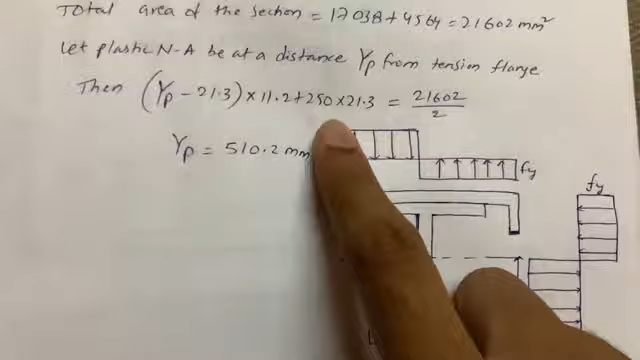 Total area of the section = 17038 + 4564 = 21602 mm²
Let plastic N-A be at a distance Yp from tension flange
Then (Yp - 21.3) × 11.2 + 250 × 21.3 = 21602/2
Yp = 510.2 mm
fy
fy